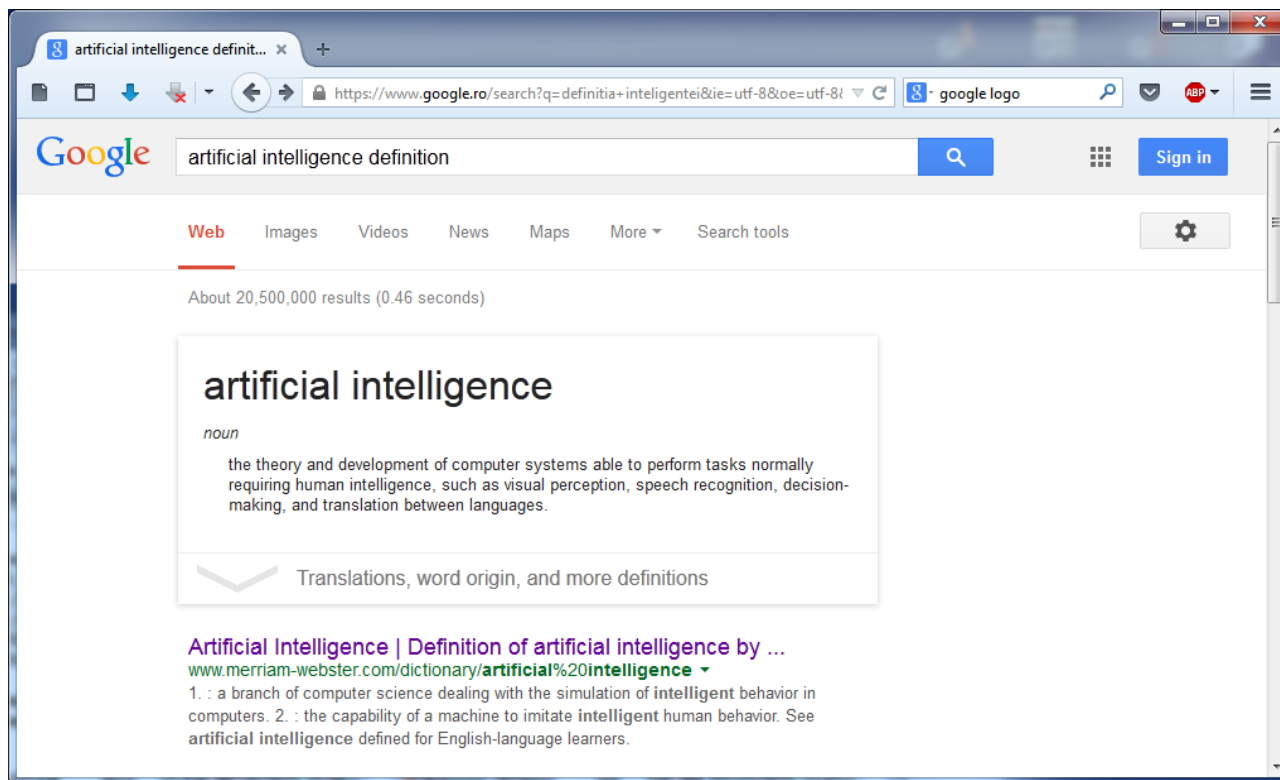 artificial intelligence definit...
https://www.google.ro/search?q=definitia+inteligentei&ie=utf-8&oe=utf-8&
google logo
ABP
Google
artificial intelligence definition
Sign in
Web Images Videos News Maps More Search tools
About 20,500,000 results (0.46 seconds)
artificial intelligence
noun
the theory and development of computer systems able to perform tasks normally
requiring human intelligence, such as visual perception, speech recognition, decision-
making, and translation between languages.
Translations, word origin, and more definitions
Artificial Intelligence | Definition of artificial intelligence by ...
www.merriam-webster.com/dictionary/artificial%20intelligence
1. : a branch of computer science dealing with the simulation of intelligent behavior in
computers. 2. : the capability of a machine to imitate intelligent human behavior. See
artificial intelligence defined for English-language learners.